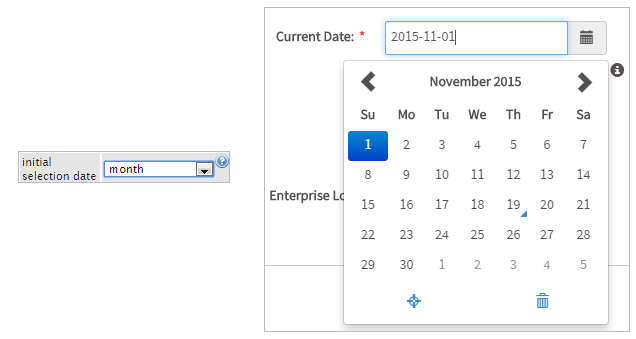 initial
selection date
month
Current Date: *
2015-11-01
November 2015
Su Mo Tu We Th Fr Sa
1 2 3 4 5 6 7
8 9 10 11 12 13 14
15 16 17 18 19 20 21
22 23 24 25 26 27 28
29 30 1 2 3 4 5
Enterprise Lo